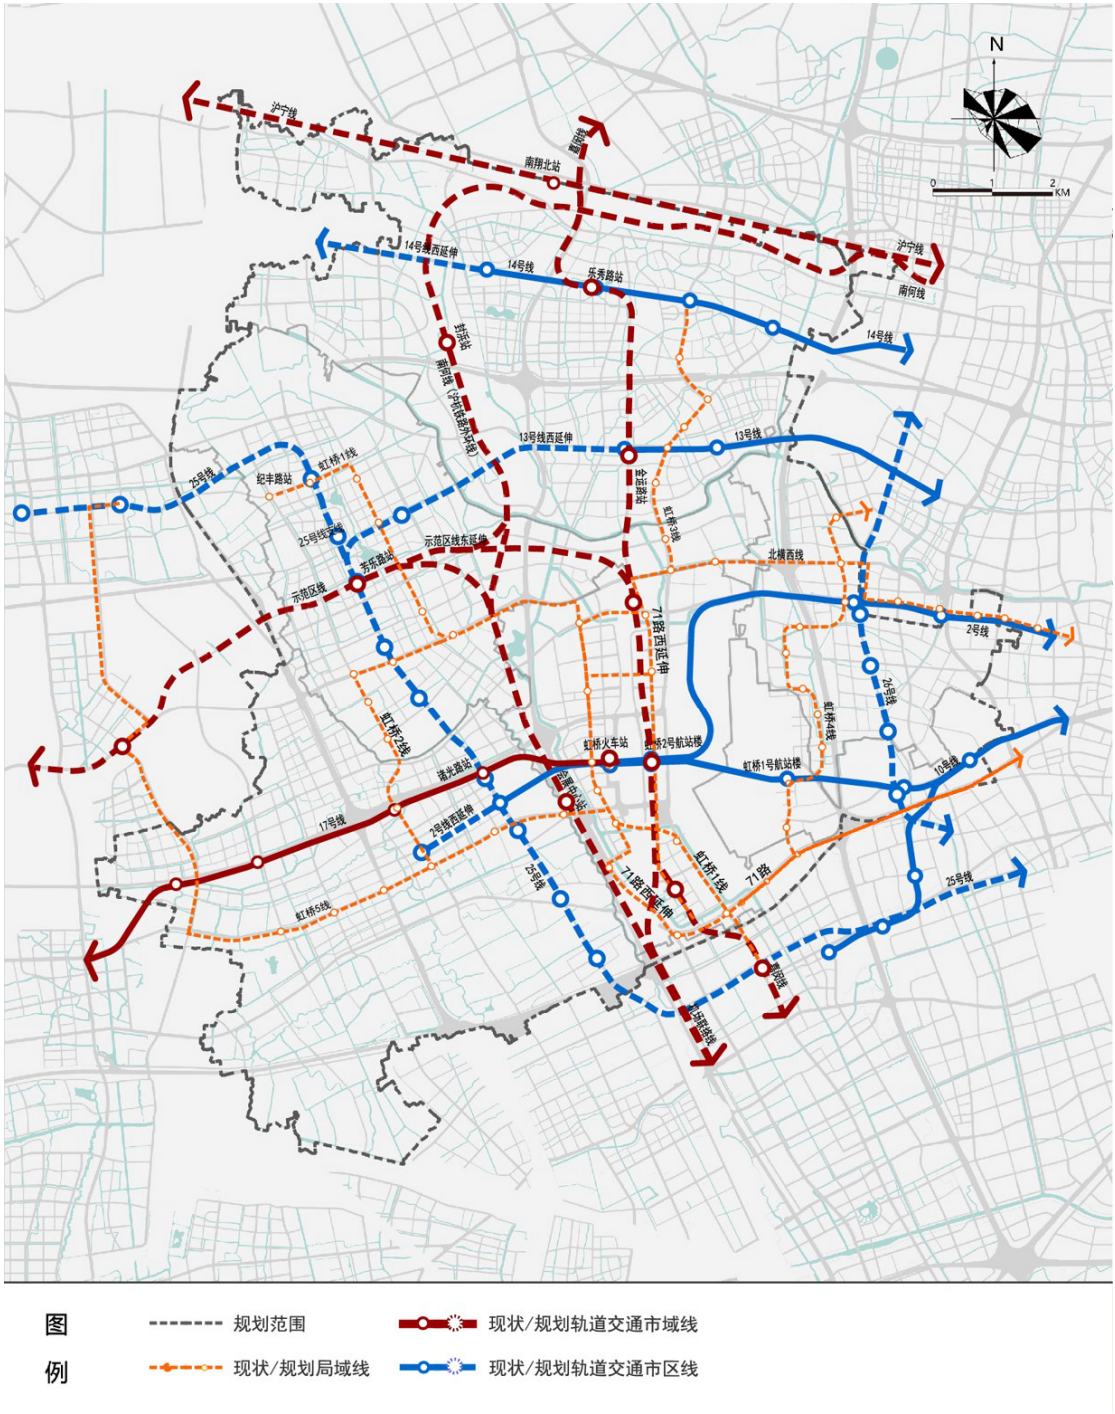 N
0 1 2
KM
沪宁线
嘉闵线
南翔北站
沪宁线
南何线
14号线西延伸
14号线
乐秀路站
14号线
封浜站
南何线（沪杭铁路外环线）
13号线西延伸
13号线
25号线
纪丰路站
虹桥1线
金运路站
虹桥3线
25号线支线
示范区线东延伸
芳乐路站
北横西线
示范区线
71路西延伸
2号线
26号线
虹桥2线
虹桥4线
虹桥火车站
虹桥2号航站楼
诸光路站
虹桥1号航站楼
10号线
会展中心站
17号线
2号线西延伸
虹桥1线
71路
71路西延伸
25号线
25号线
虹桥5线
嘉闵线
机场联络线
图
例
规划范围
现状/规划轨道交通市域线
现状/规划局域线
现状/规划轨道交通市区线